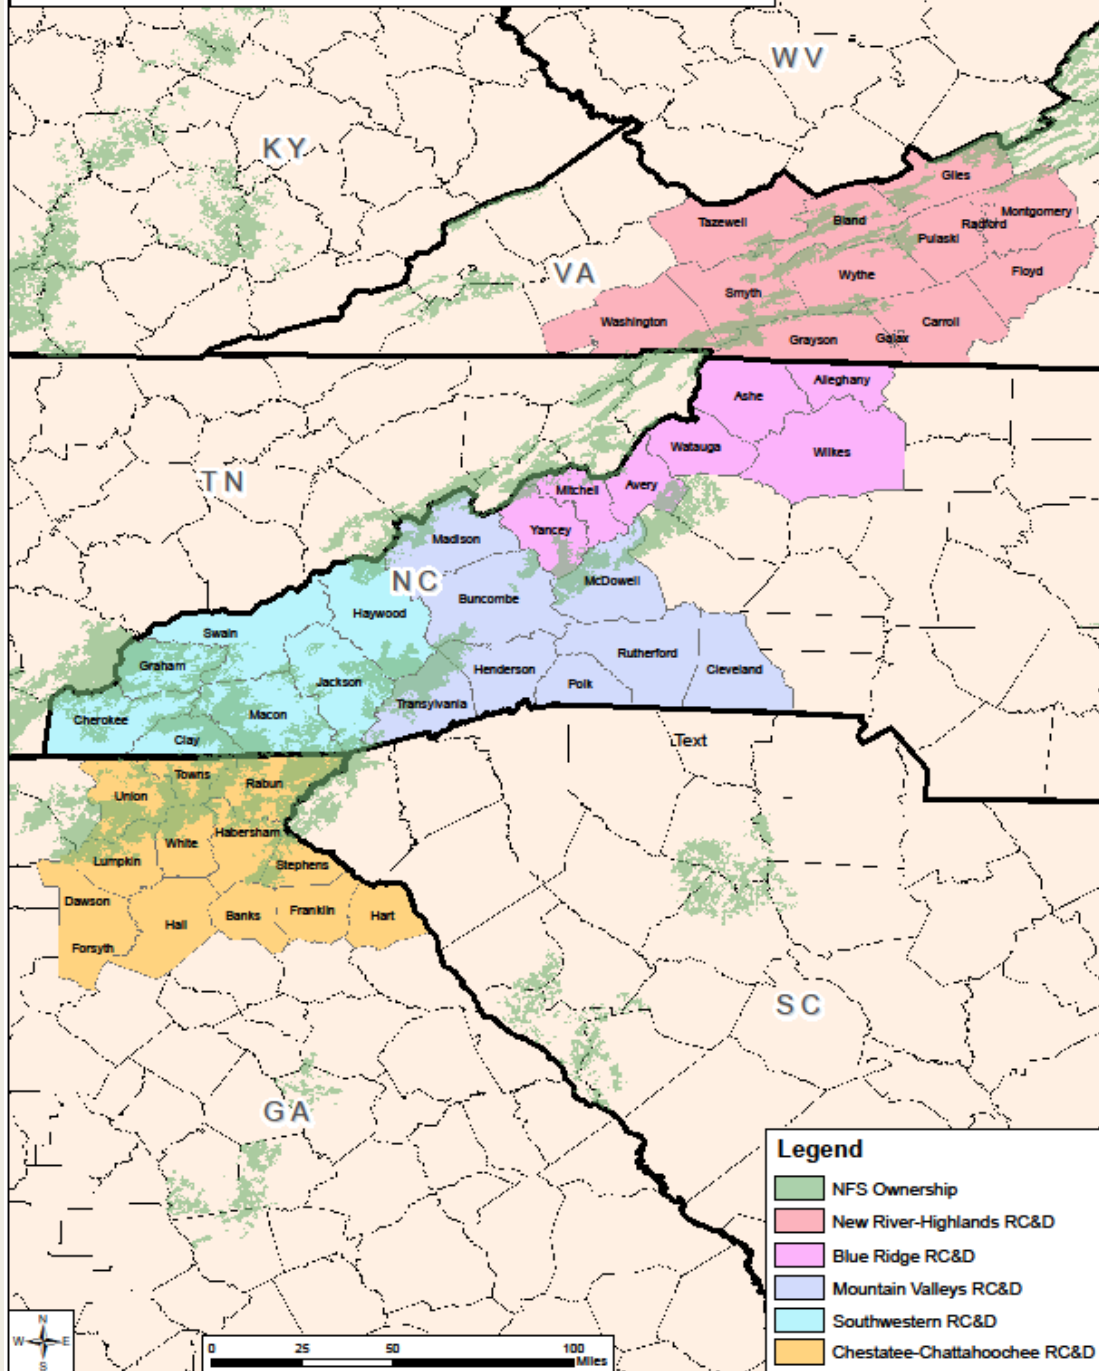 WV
KY
Giles
Tazewell
Bland
Radford
Montgomery
Pulaski
VA
Wythe
Floyd
Smyth
Washington
Carroll
Grayson
Galax
Ashe
Alleghany
Watauga
Wilkes
TN
Mitchell
Avery
Yancey
Madison
NC
McDowell
Buncombe
Haywood
Swain
Rutherford
Graham
Henderson
Cleveland
Jackson
Polk
Transylvania
Cherokee
Macon
Clay
Text
Towns
Rabun
Union
Habersham
White
Lumpkin
Stephens
Dawson
Banks
Franklin
Hart
Hall
Forsyth
SC
GA
Legend
NFS Ownership
New River-Highlands RC&D
Blue Ridge RC&D
Mountain Valleys RC&D
Southwestern RC&D
Chestatee-Chattahoochee RC&D
N
W E
S
0 25 50 100
Miles